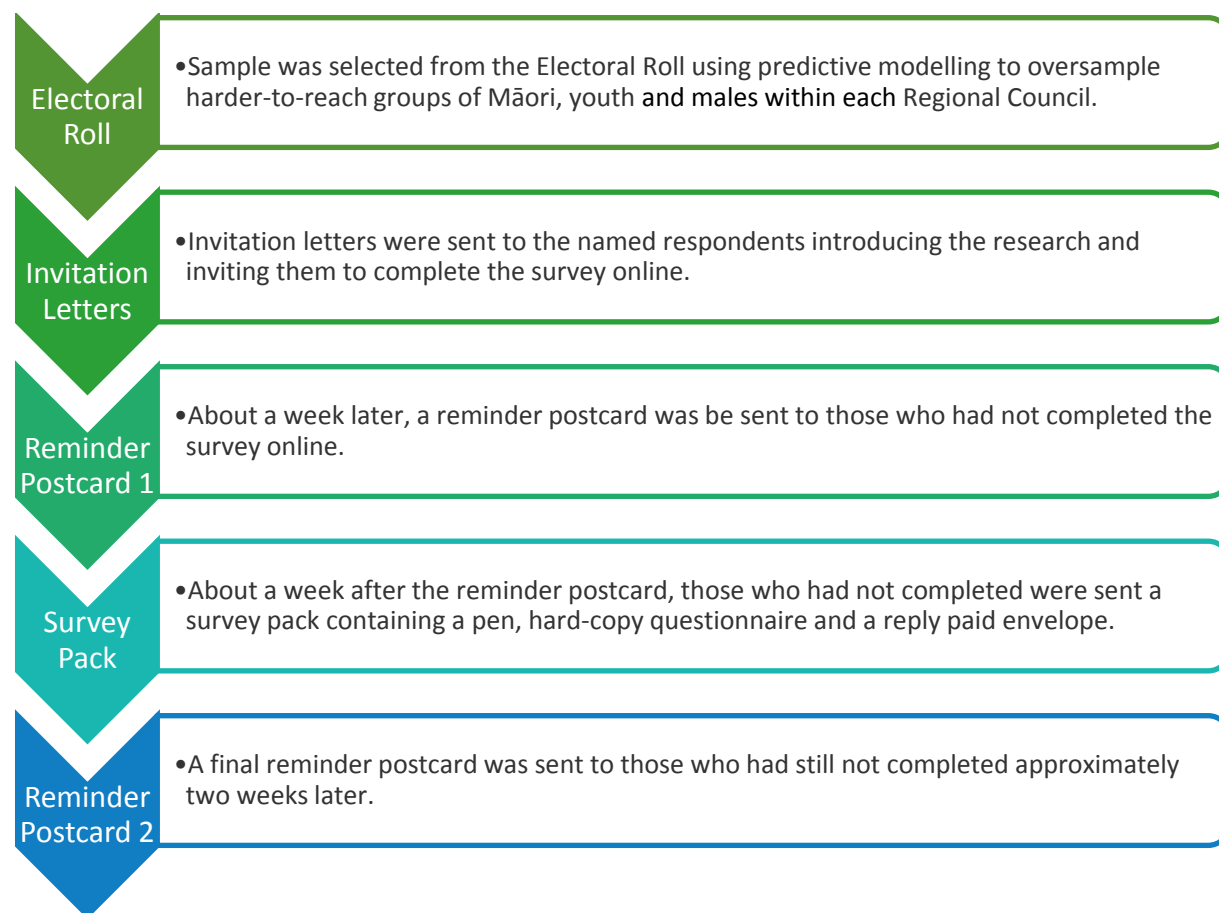 Electoral
Roll
•Sample was selected from the Electoral Roll using predictive modelling to oversample
harder-to-reach groups of Māori, youth and males within each Regional Council.
Invitation
Letters
•Invitation letters were sent to the named respondents introducing the research and
inviting them to complete the survey online.
Reminder
Postcard 1
•About a week later, a reminder postcard was be sent to those who had not completed the
survey online.
Survey
Pack
•About a week after the reminder postcard, those who had not completed were sent a
survey pack containing a pen, hard-copy questionnaire and a reply paid envelope.
Reminder
Postcard 2
•A final reminder postcard was sent to those who had still not completed approximately
two weeks later.